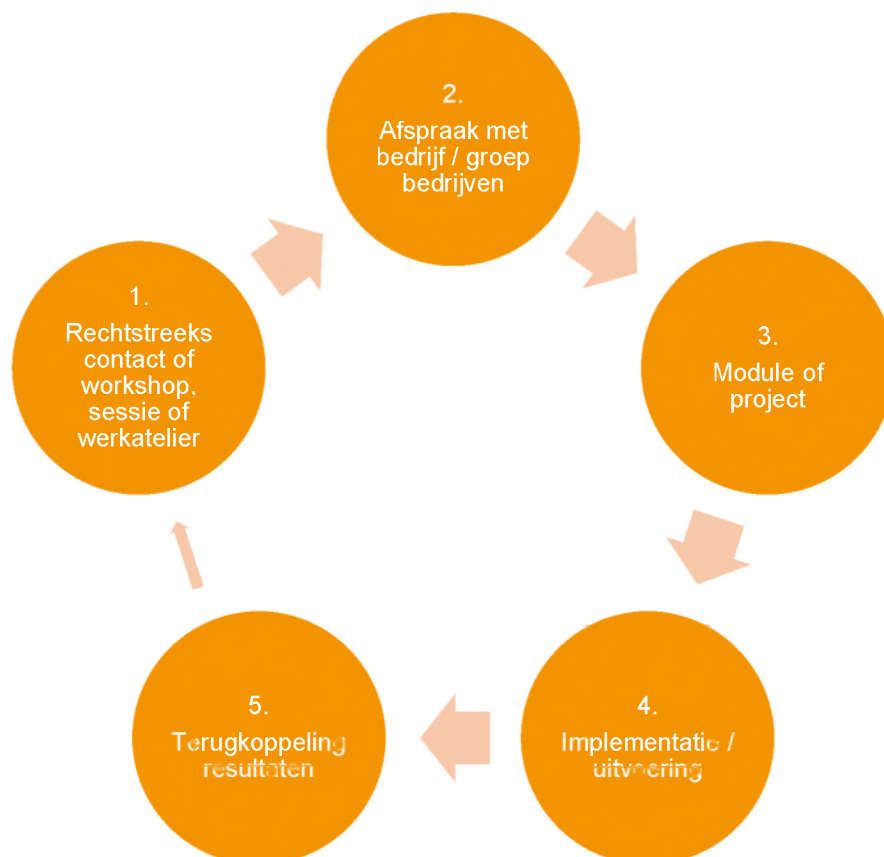 1.
Rechtstreeks
contact of
workshop,
sessie of
werkatelier
2.
Afspraak met
bedrijf / groep
bedrijven
3.
Module of
project
4.
Implementatie /
uitvoering
5.
Terugkoppeling
resultaten